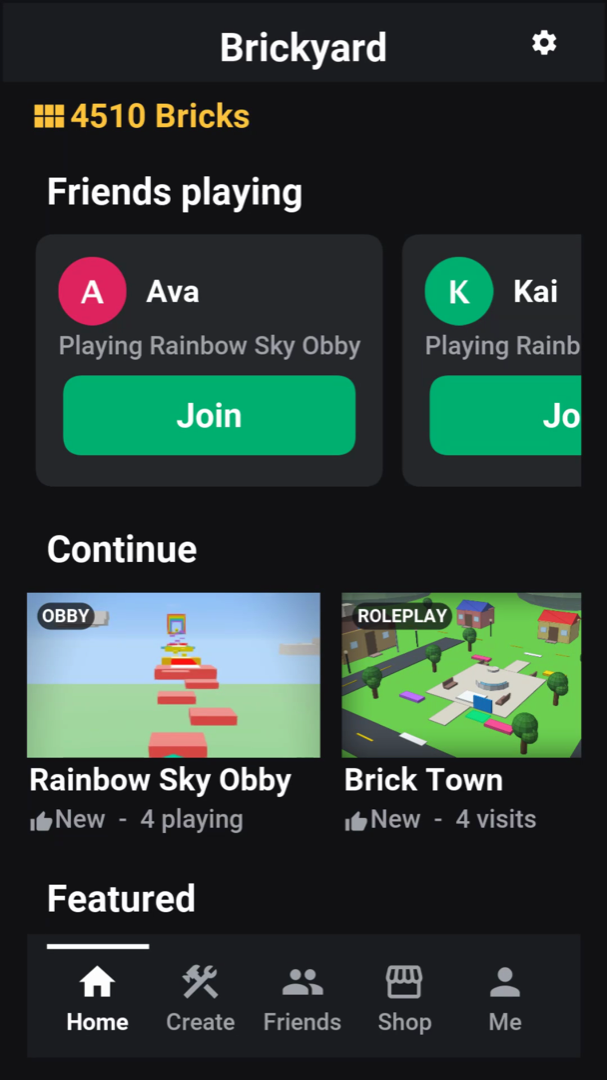 Brickyard
4510 Bricks
Friends playing
A Ava
Playing Rainbow Sky Obby
Join
K Kai
Playing Rainb
Jo
Continue
OBBY
Rainbow Sky Obby
New - 4 playing
ROLEPLAY
Brick Town
New - 4 visits
Featured
Home Create Friends Shop Me